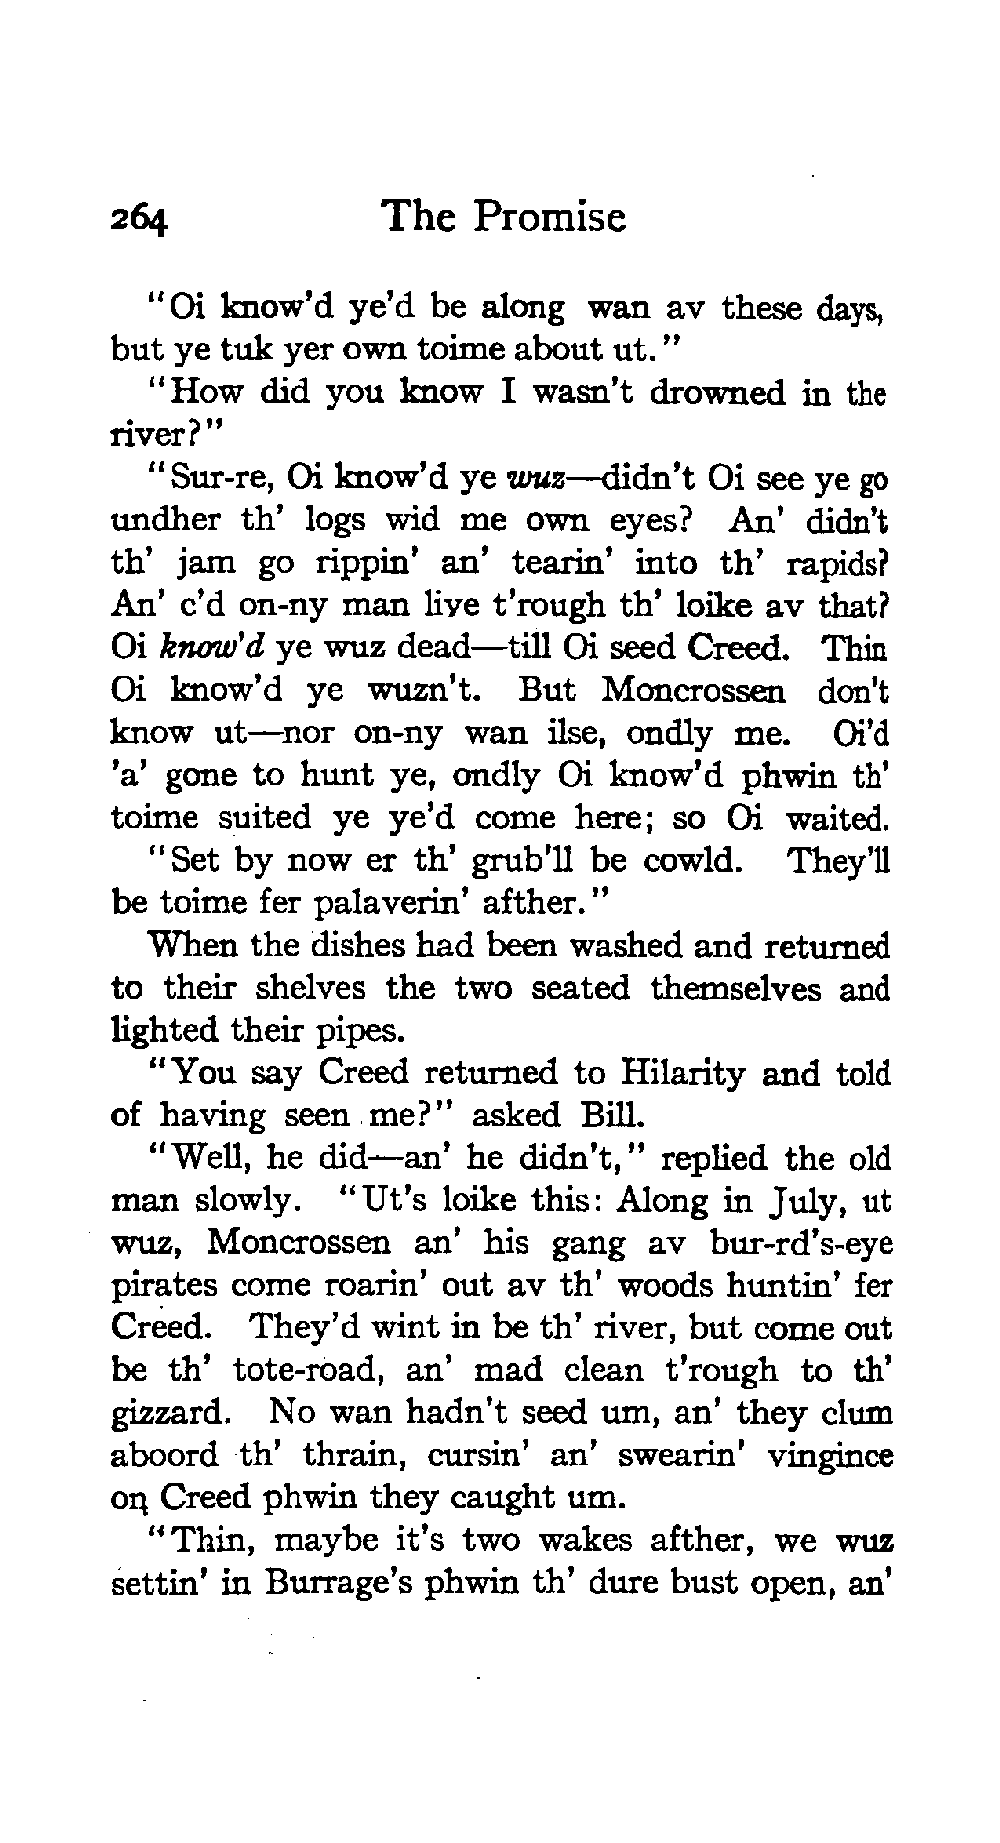 264 The Promise
"Oi know'd ye'd be along wan av these days,
but ye tuk yer own toime about ut."
"How did you know I wasn't drowned in the
river?"
"Sur-re, Oi know'd ye wuz—didn't Oi see ye go
undher th' logs wid me own eyes? An' didn't
th' jam go rippin' an' tearin' into th' rapids?
An' c'd on-ny man live t'rough th' loike av that?
Oi know'd ye wuz dead—till Oi seed Creed. Thin
Oi know'd ye wuzn't. But Moncrossen don't
know ut—nor on-ny wan ilse, ondly me. Oi'd
'a' gone to hunt ye, ondly Oi know'd phwin th'
toime suited ye ye'd come here; so Oi waited.
"Set by now er th' grub'll be cowld. They'll
be toime fer palaverin' afther."
When the dishes had been washed and returned
to their shelves the two seated themselves and
lighted their pipes.
"You say Creed returned to Hilarity and told
of having seen me?" asked Bill.
"Well, he did—an' he didn't," replied the old
man slowly. "Ut's loike this: Along in July, ut
wuz, Moncrossen an' his gang av bur-rd's-eye
pirates come roarin' out av th' woods huntin' fer
Creed. They'd wint in be th' river, but come out
be th' tote-road, an' mad clean t'rough to th'
gizzard. No wan hadn't seed um, an' they clum
aboord th' thrain, cursin' an' swearin' vingince
on Creed phwin they caught um.
"Thin, maybe it's two wakes afther, we wuz
settin' in Burrage's phwin th' dure bust open, an'